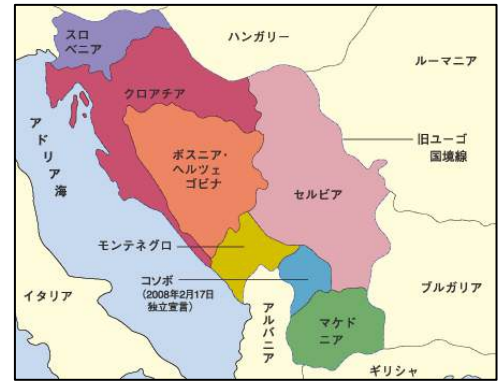 スロ
ベニア
ハンガリー
ルーマニア
クロアチア
アドリア海
ボスニア・
ヘルツェ
ゴビナ
旧ユーゴ
国境線
セルビア
モンテネグロ
コソボ
(2008年2月17日
独立宣言)
イタリア
アルバニア
マケド
ニア
ブルガリア
ギリシャ